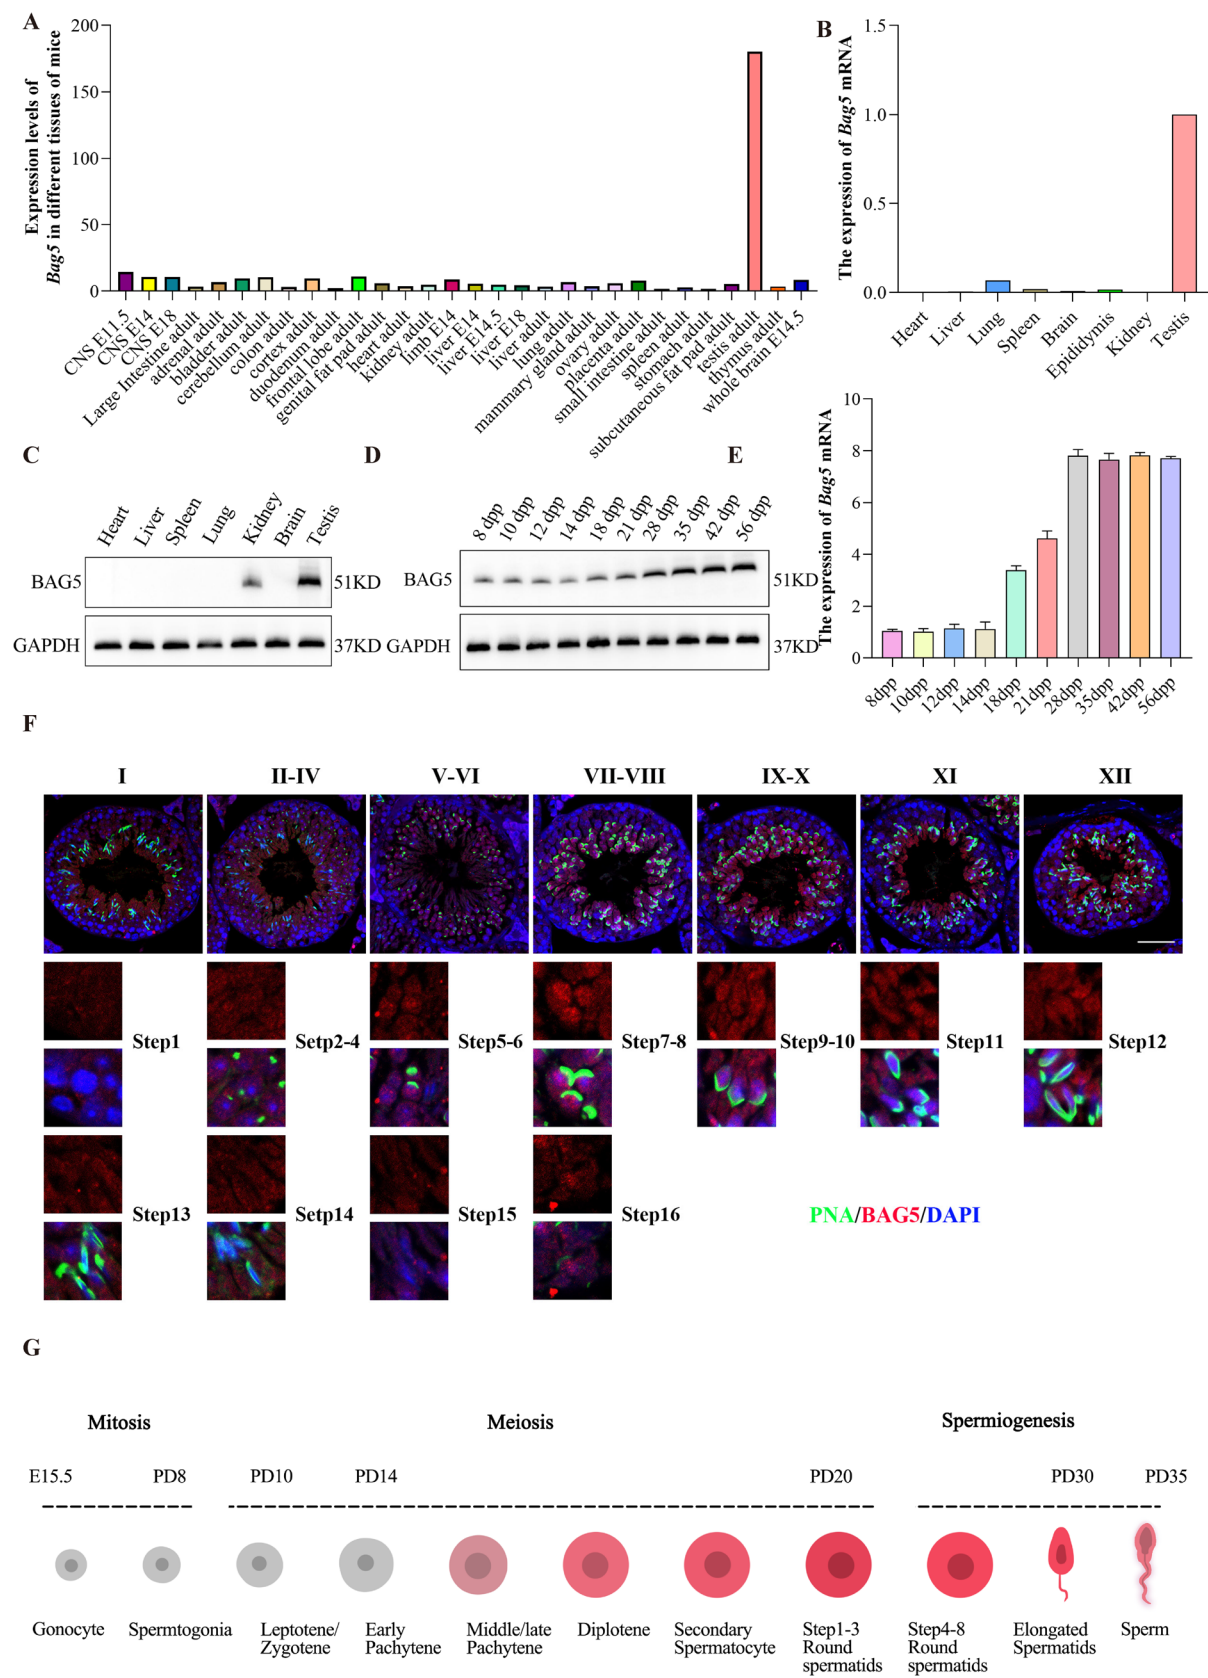 A
Expression levels of
Bag5 in different tissues of mice
200
150
100
50
0
CNS E11.5
CNS E14
CNS E18
Large Intestine adult
adrenal adult
bladder adult
cerebellum adult
colon adult
cortex adult
duodenum adult
frontal lobe adult
genital fat pad adult
heart adult
kidney adult
limb E14
liver E14
liver E14.5
liver E18
liver adult
lung adult
mammary gland adult
ovary adult
placenta adult
small intestine adult
spleen adult
stomach adult
subcutaneous fat pad adult
testis adult
thymus adult
whole brain E14.5
B
The expression of Bag5 mRNA
1.5
1.0
0.5
0.0
Heart
Liver
Lung
Spleen
Brain
Epididymis
Kidney
Testis
C
Heart
Liver
Spleen
Lung
Kidney
Brain
Testis
BAG5
51KD
GAPDH
37KD
D
8 dpp
10 dpp
12 dpp
14 dpp
18 dpp
21 dpp
28 dpp
35 dpp
42 dpp
56 dpp
BAG5
51KD
GAPDH
37KD
E
The expression of Bag5 mRNA
10
8
6
4
2
0
8dpp
10dpp
12dpp
14dpp
18dpp
21dpp
28dpp
35dpp
42dpp
56dpp
F
I II-IV V-VI VII-VIII IX-X XI XII
Step1 Setp2-4 Step5-6 Step7-8 Step9-10 Step11 Step12
Step13 Setp14 Step15 Step16
PNA/BAG5/DAPI
G
Mitosis Meiosis Spermiogenesis
E15.5 PD8 PD10 PD14 PD20 PD30 PD35
Gonocyte
Spermtogonia
Leptotene/
Zygotene
Early
Pachytene
Middle/late
Pachytene
Diplotene
Secondary
Spermatocyte
Step1-3
Round
spermatids
Step4-8
Round
spermatids
Elongated
Spermatids
Sperm